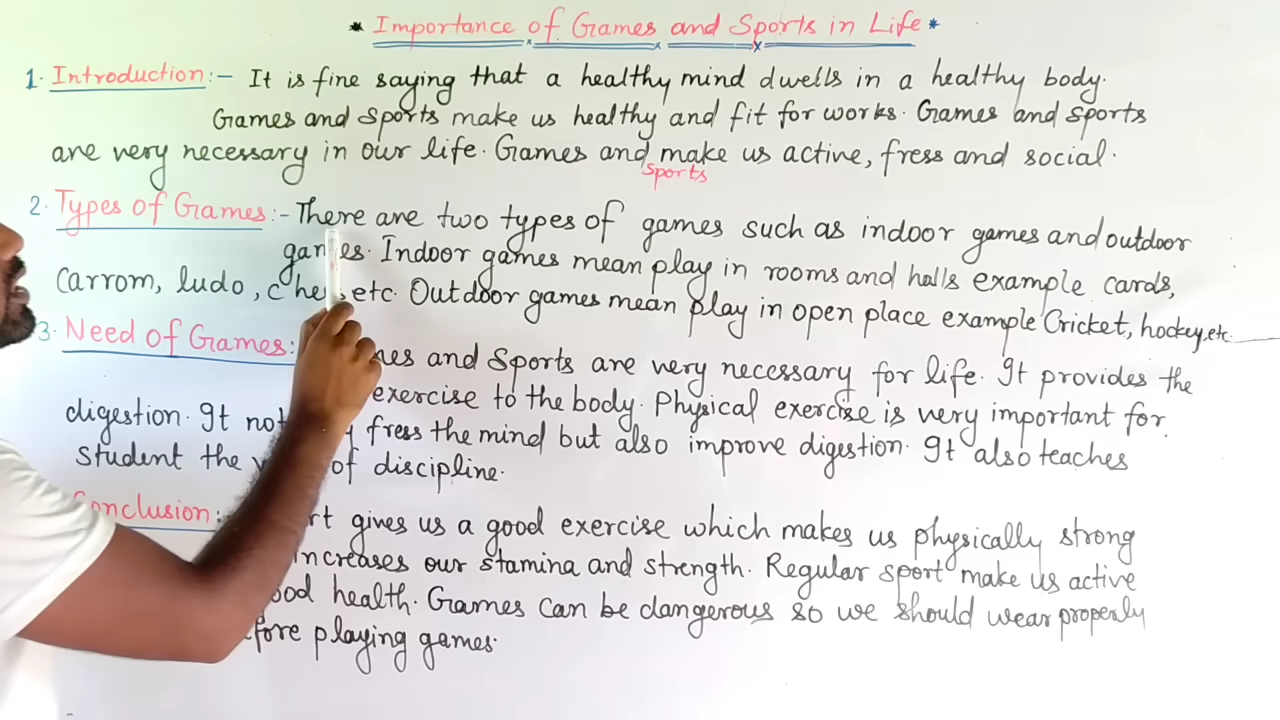 * Importance of Games and Sports in Life *
1. Introduction :- It is fine saying that a healthy mind dwells in a healthy body.
Games and Sports make us healthy and fit for works. Games and Sports
are very necessary in our life. Games and sports make us active, fress and social.
2. Types of Games :- There are two types of games such as indoor games and outdoor
games. Indoor games mean play in rooms and halls example cards,
Carrom, ludo, etc. Outdoor games mean play in open place example Cricket, hockey, etc.
3. Need of Games: and Sports are very necessary for life. It provides the
exercise to the body. Physical exercise is very important for
digestion. It not fress the mind but also improve digestion. It also teaches
student the of discipline.
Conclusion : gives us a good exercise which makes us physically strong
increases our stamina and strength. Regular sport make us active
health. Games can be dangerous so we should wear properly
playing games.